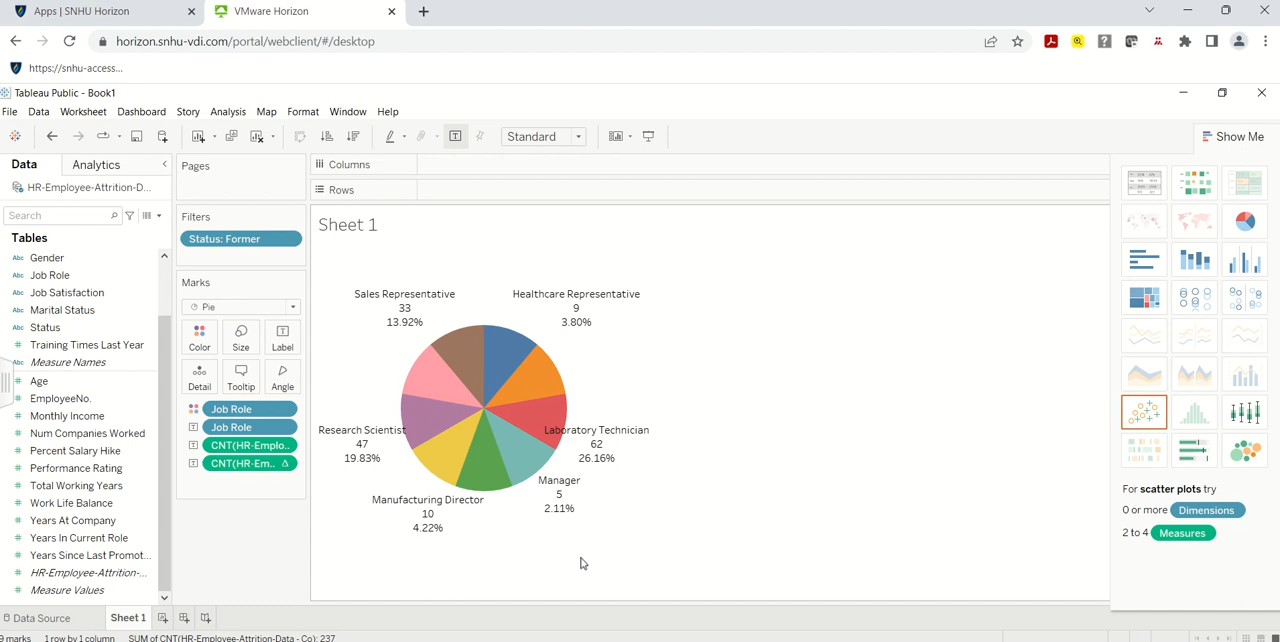 Apps | SNHU Horizon
VMware Horizon
horizon.snhu-vdi.com/portal/webclient/#/desktop
https://snhu-access...
Tableau Public - Book1
File Data Worksheet Dashboard Story Analysis Map Format Window Help
Standard
Show Me
Data Analytics
HR-Employee-Attrition-D...
Search
Tables
Abc Gender
Abc Job Role
Abc Job Satisfaction
Abc Marital Status
Abc Status
# Training Times Last Year
Abc Measure Names
# Age
# EmployeeNo.
# Monthly Income
# Num Companies Worked
# Percent Salary Hike
# Performance Rating
# Total Working Years
# Work Life Balance
# Years At Company
# Years In Current Role
# Years Since Last Promot...
# HR-Employee-Attrition-...
# Measure Values
Pages
Filters
Status: Former
Marks
Pie
Color Size Label
Detail Tooltip Angle
Job Role
Job Role
CNT(HR-Emplo..
CNT(HR-Em.. Δ
Columns
Rows
Sheet 1
Sales Representative
33
13.92%
Healthcare Representative
9
3.80%
Research Scientist
47
19.83%
Laboratory Technician
62
26.16%
Manager
5
2.11%
Manufacturing Director
10
4.22%
For scatter plots try
0 or more Dimensions
2 to 4 Measures
Data Source Sheet 1
9 marks 1 row by 1 column SUM of CNT(HR-Employee-Attrition-Data - Co): 237